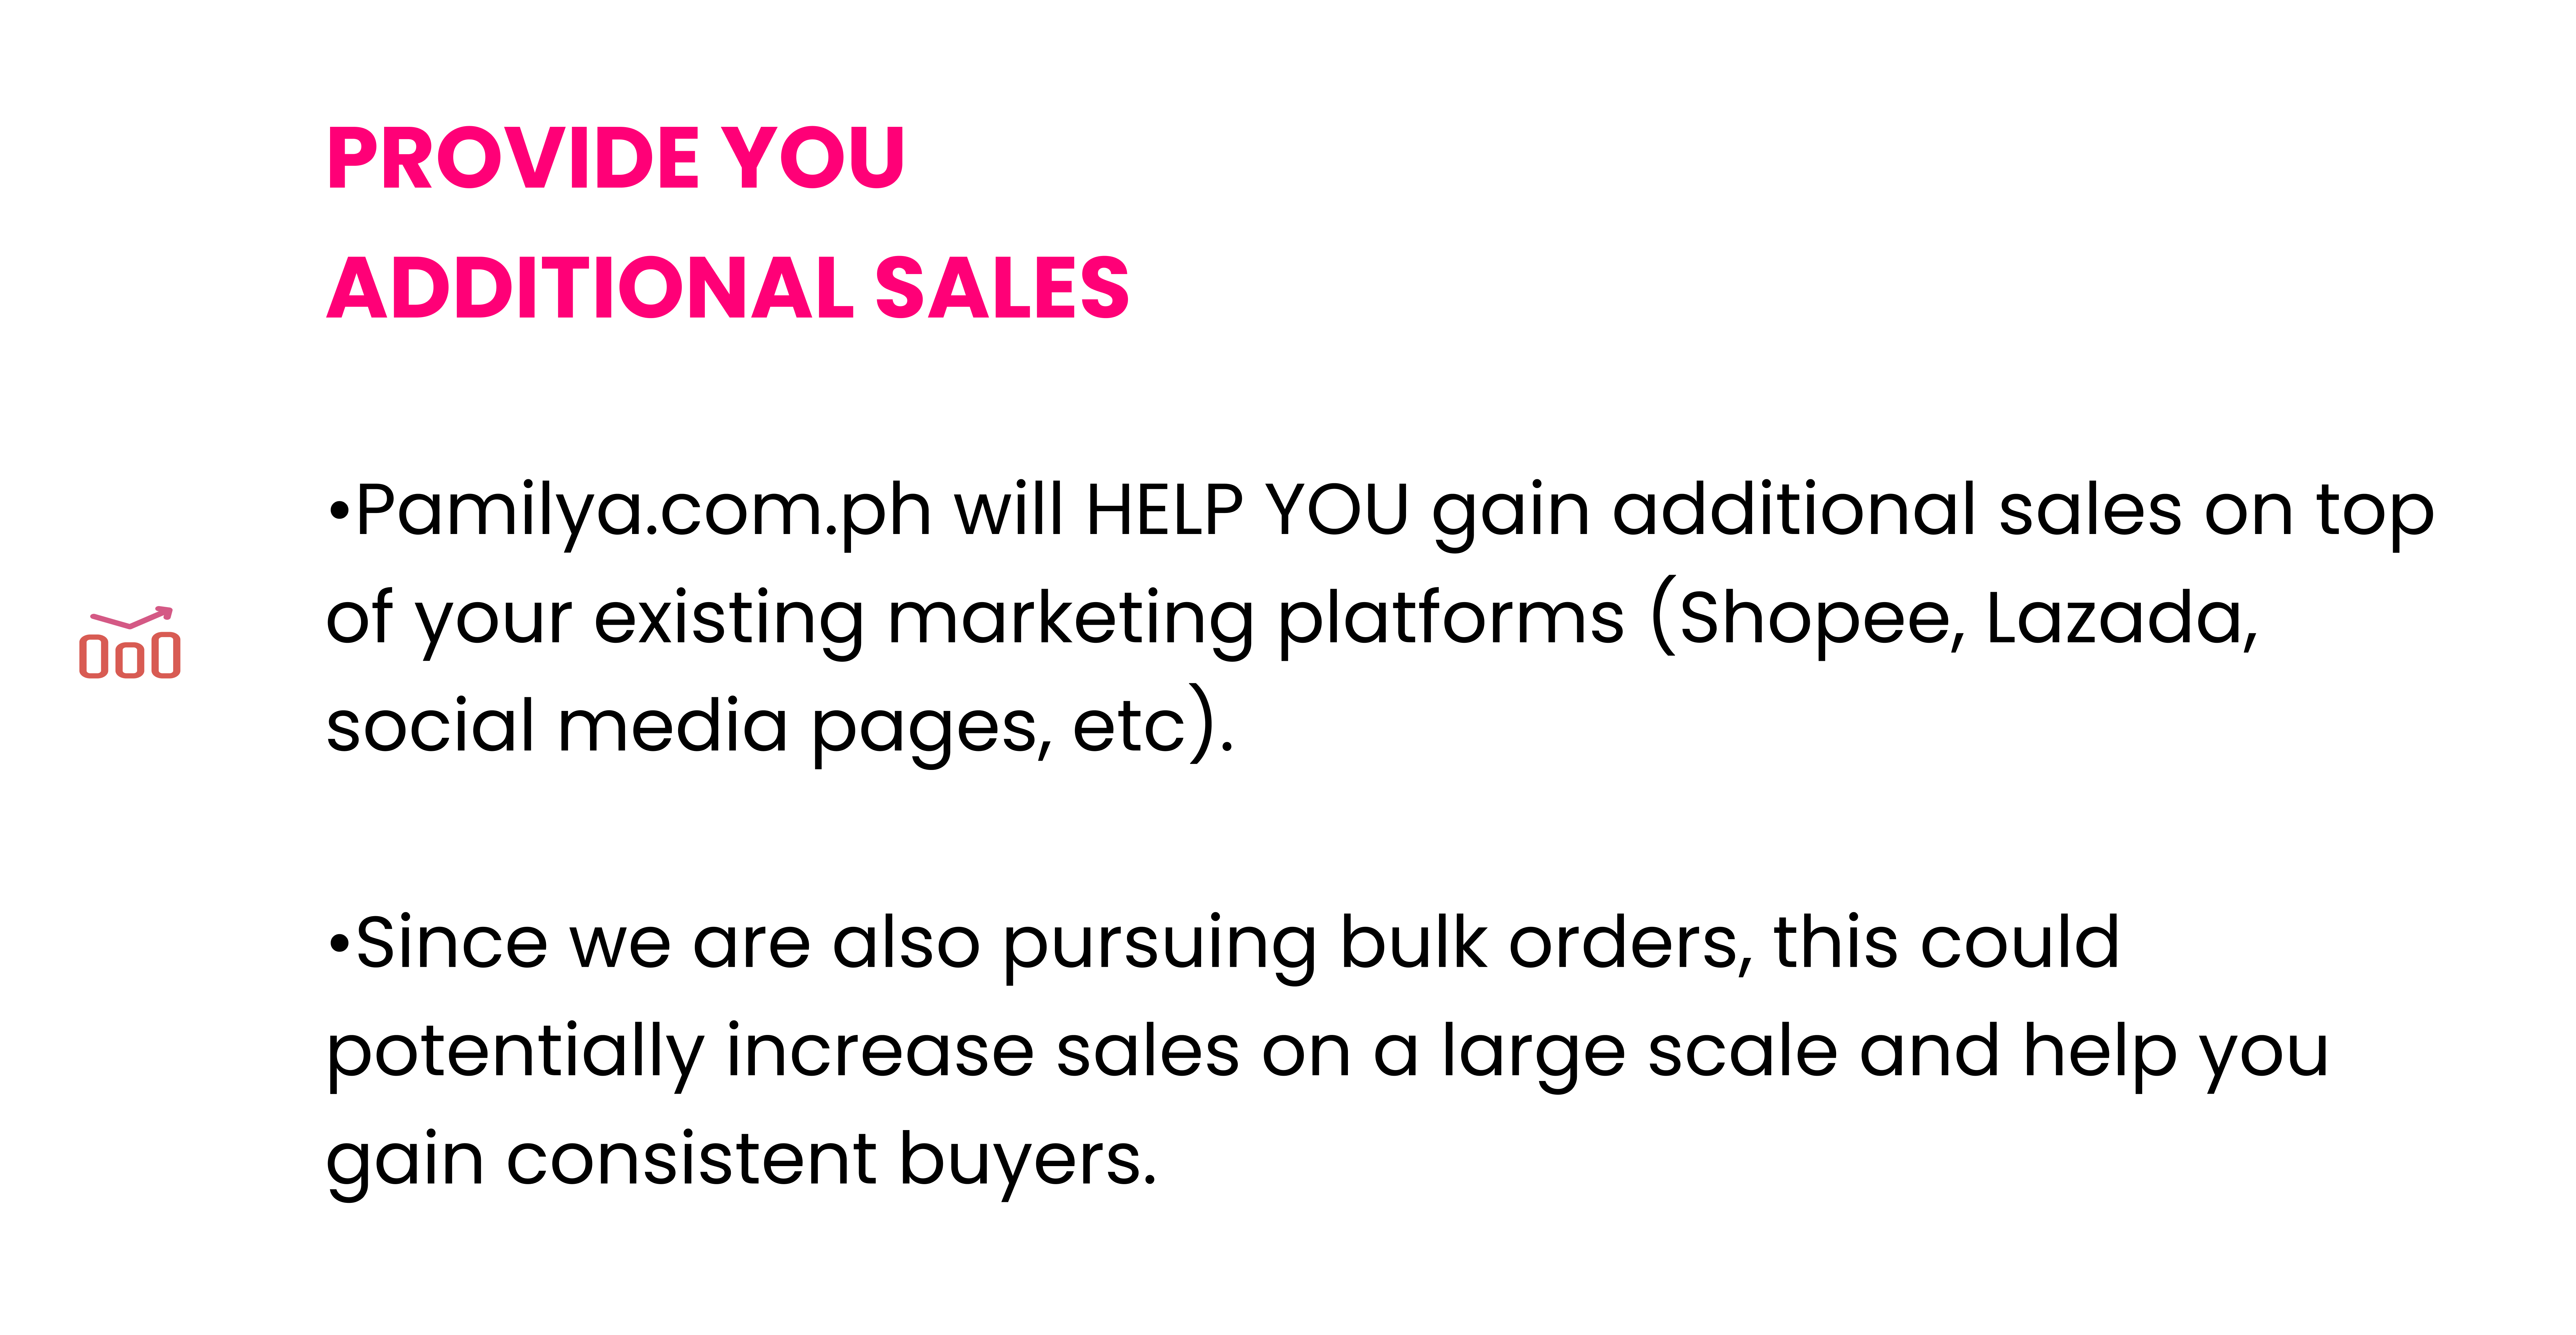 PROVIDE YOU
ADDITIONAL SALES
•Pamilya.com.ph will HELP YOU gain additional sales on top
of your existing marketing platforms (Shopee, Lazada,
social media pages, etc).
•Since we are also pursuing bulk orders, this could
potentially increase sales on a large scale and help you
gain consistent buyers.